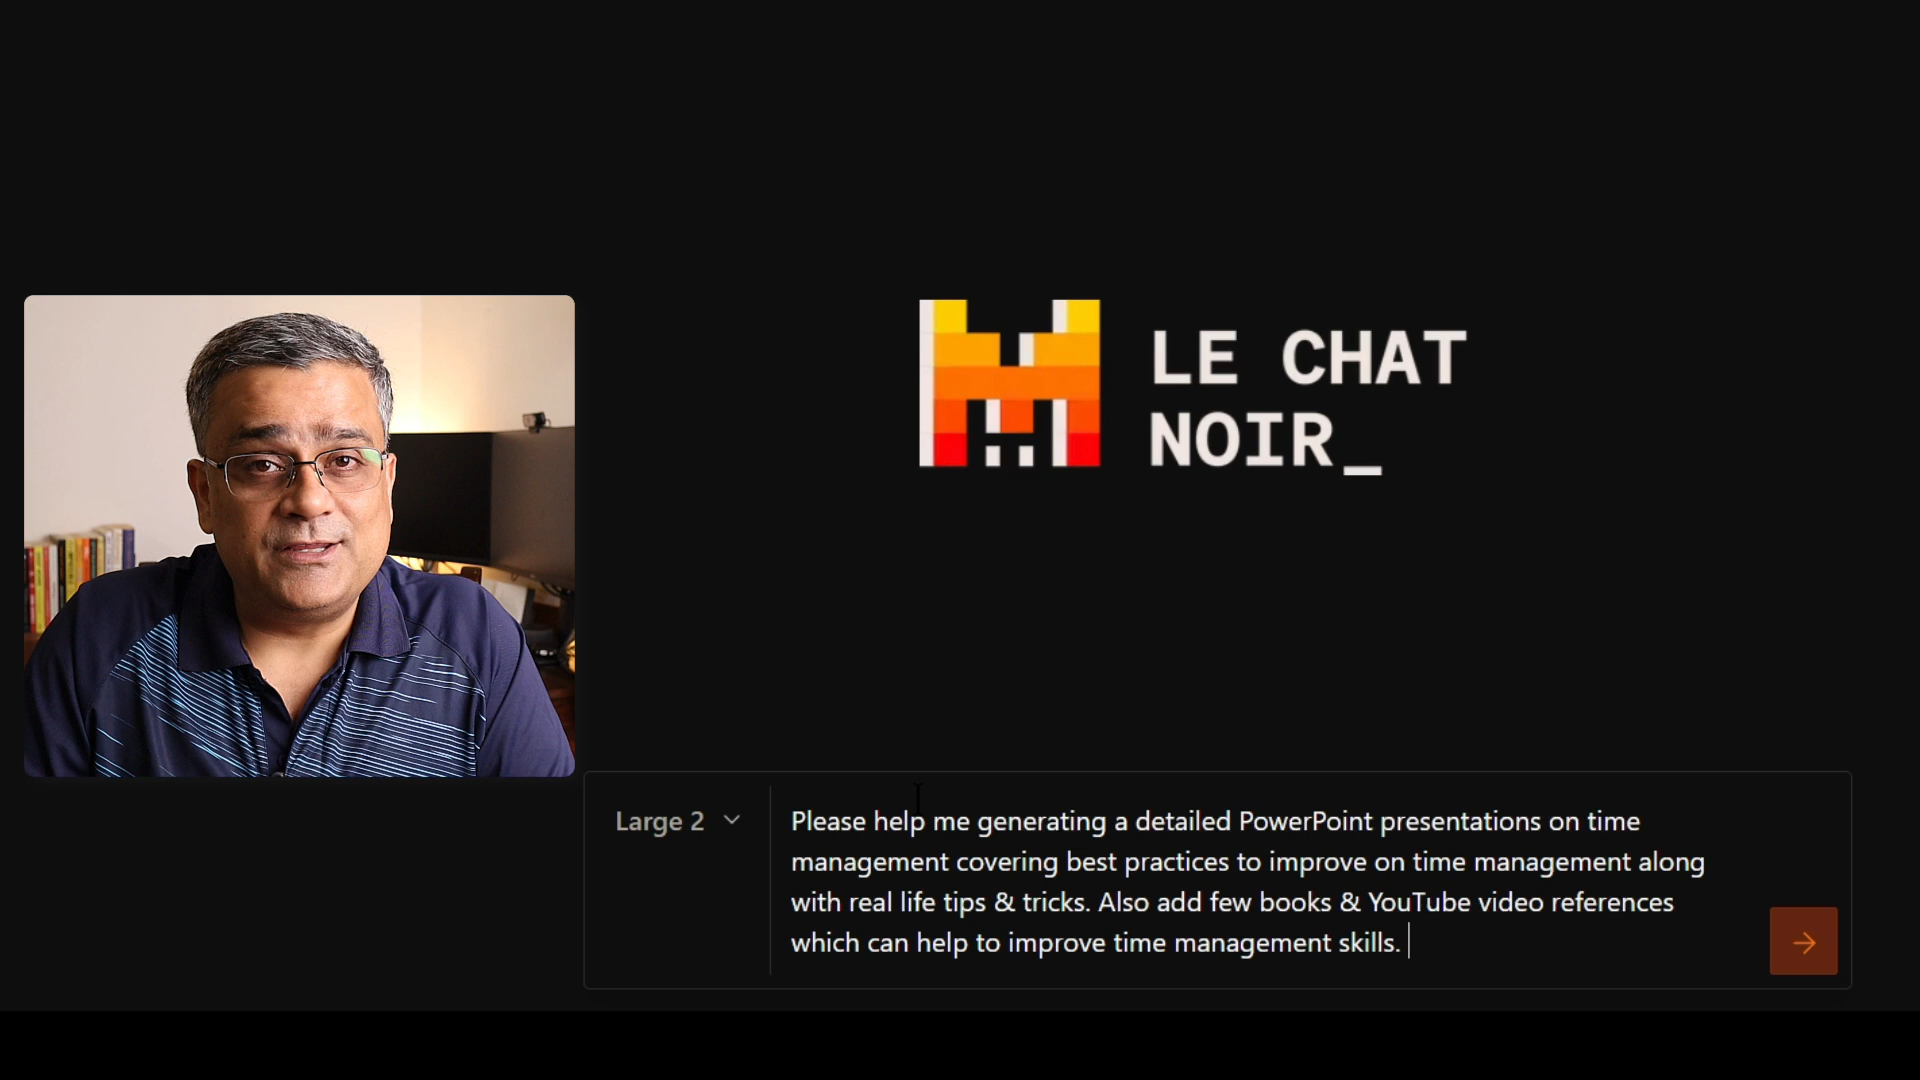 LE CHAT
NOIR_
Large 2
Please help me generating a detailed PowerPoint presentations on time
management covering best practices to improve on time management along
with real life tips & tricks. Also add few books & YouTube video references
which can help to improve time management skills.